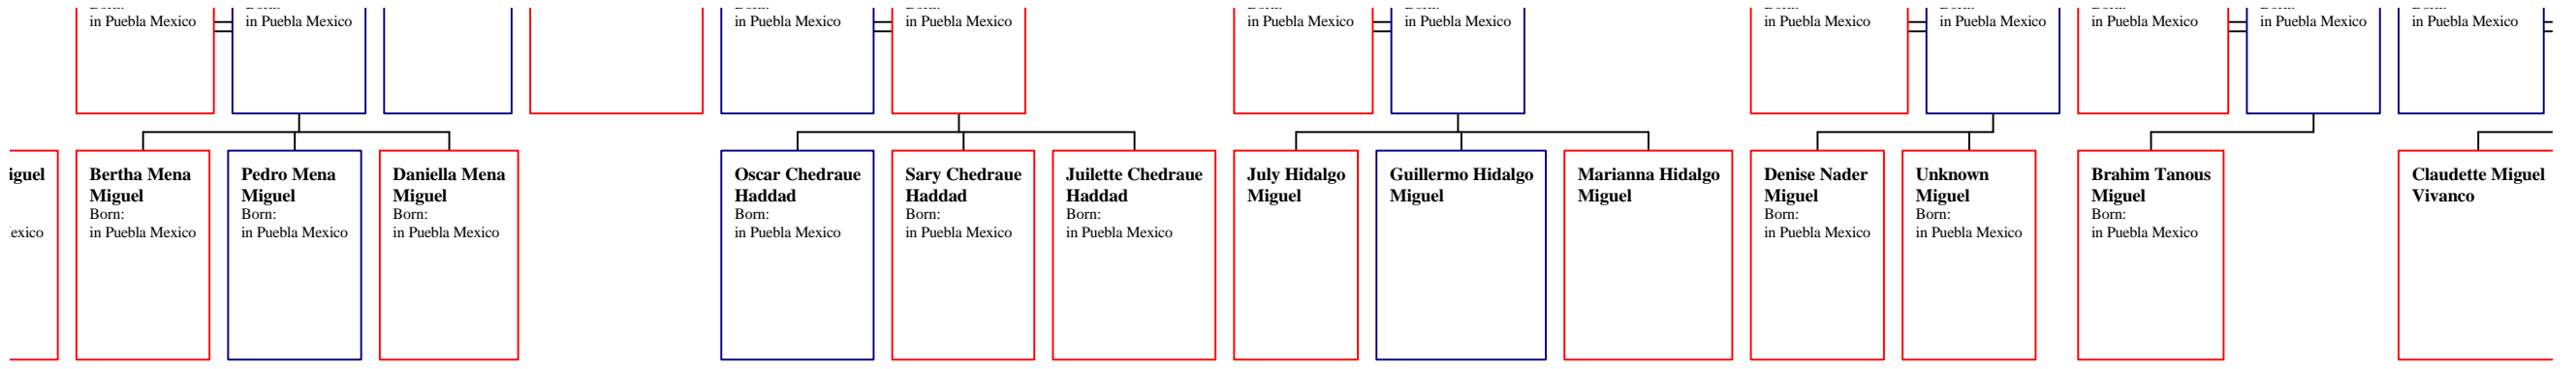 in Puebla Mexico
in Puebla Mexico
in Puebla Mexico
in Puebla Mexico
in Puebla Mexico
in Puebla Mexico
in Puebla Mexico
in Puebla Mexico
in Puebla Mexico
in Puebla Mexico
in Puebla Mexico
iguel
exico
Bertha Mena
Miguel
Born:
in Puebla Mexico
Pedro Mena
Miguel
Born:
in Puebla Mexico
Daniella Mena
Miguel
Born:
in Puebla Mexico
Oscar Chedraue
Haddad
Born:
in Puebla Mexico
Sary Chedraue
Haddad
Born:
in Puebla Mexico
Juilette Chedraue
Haddad
Born:
in Puebla Mexico
July Hidalgo
Miguel
Guillermo Hidalgo
Miguel
Marianna Hidalgo
Miguel
Denise Nader
Miguel
Born:
in Puebla Mexico
Unknown
Miguel
Born:
in Puebla Mexico
Brahim Tanous
Miguel
Born:
in Puebla Mexico
Claudette Miguel
Vivanco